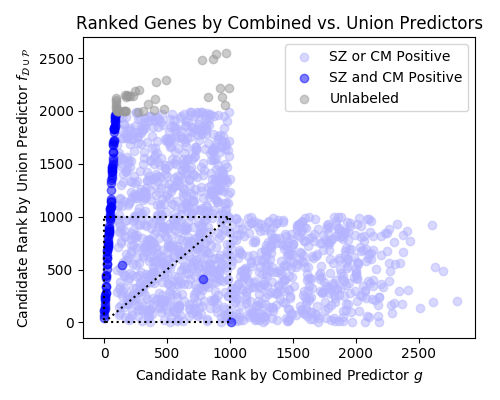 Ranked Genes by Combined vs. Union Predictors
SZ or CM Positive
SZ and CM Positive
Unlabeled
Candidate Rank by Union Predictor f_{D∪P}
2500
2000
1500
1000
500
0
0 500 1000 1500 2000 2500
Candidate Rank by Combined Predictor g